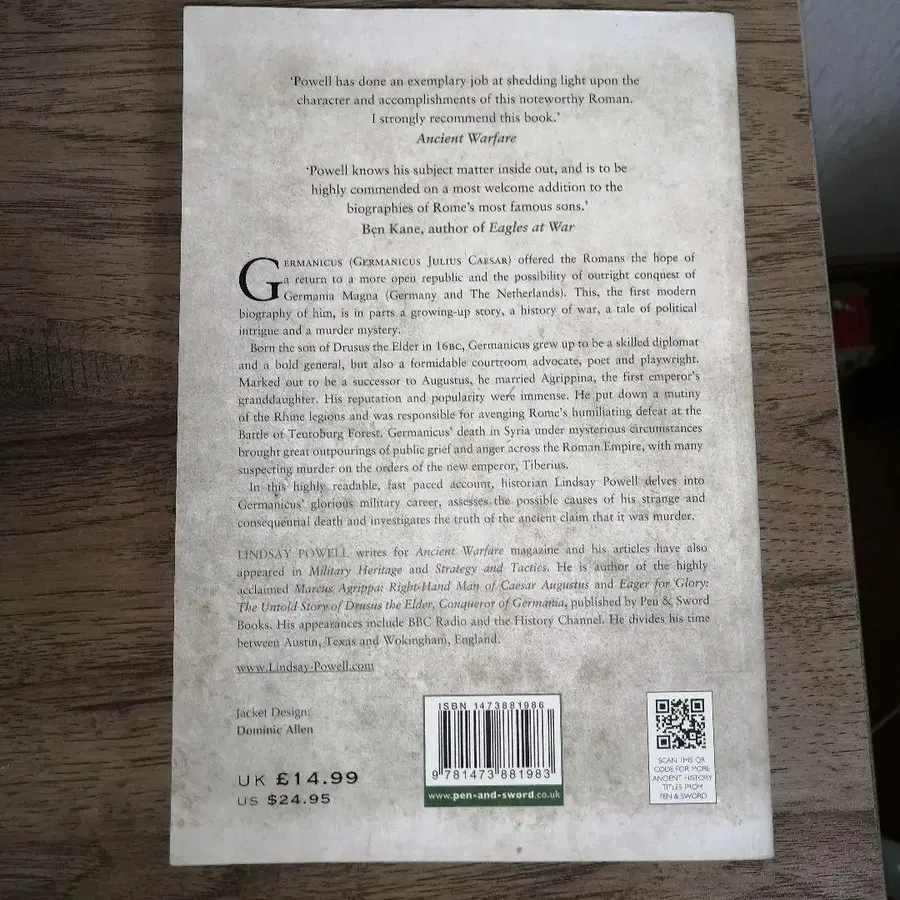 'Powell has done an exemplary job at shedding light upon the
character and accomplishments of this noteworthy Roman.
I strongly recommend this book.'
Ancient Warfare
'Powell knows his subject matter inside out, and is to be
highly commended on a most welcome addition to the
biographies of Rome's most famous sons.'
Ben Kane, author of Eagles at War
GERMANICUS (GERMANICUS JULIUS CAESAR) offered the Romans the hope of
a return to a more open republic and the possibility of outright conquest of
Germania Magna (Germany and The Netherlands). This, the first modern
biography of him, is in parts a growing-up story, a history of war, a tale of political
intrigue and a murder mystery.
Born the son of Drusus the Elder in 16BC, Germanicus grew up to be a skilled diplomat
and a bold general, but also a formidable courtroom advocate, poet and playwright.
Marked out to be a successor to Augustus, he married Agrippina, the first emperor's
granddaughter. His reputation and popularity were immense. He put down a mutiny
of the Rhine legions and was responsible for avenging Rome's humiliating defeat at the
Battle of Teutoburg Forest. Germanicus' death in Syria under mysterious circumstances
brought great outpourings of public grief and anger across the Roman Empire, with many
suspecting murder on the orders of the new emperor, Tiberius.
In this highly readable, fast paced account, historian Lindsay Powell delves into
Germanicus' glorious military career, assesses the possible causes of his strange and
consequential death and investigates the truth of the ancient claim that it was murder.
LINDSAY POWELL writes for Ancient Warfare magazine and his articles have also
appeared in Military Heritage and Strategy and Tactics. He is author of the highly
acclaimed Marcus Agrippa: Right-Hand Man of Caesar Augustus and Eager for Glory:
The Untold Story of Drusus the Elder, Conqueror of Germania, published by Pen & Sword
Books. His appearances include BBC Radio and the History Channel. He divides his time
between Austin, Texas and Wokingham, England.
www.Lindsay-Powell.com
Jacket Design:
Dominic Allen
UK £14.99
US $24.95
ISBN 1473881986
9 781473 881983
www.pen-and-sword.co.uk
SCAN THIS QR
CODE FOR MORE
ANCIENT HISTORY
TITLES FROM
PEN & SWORD